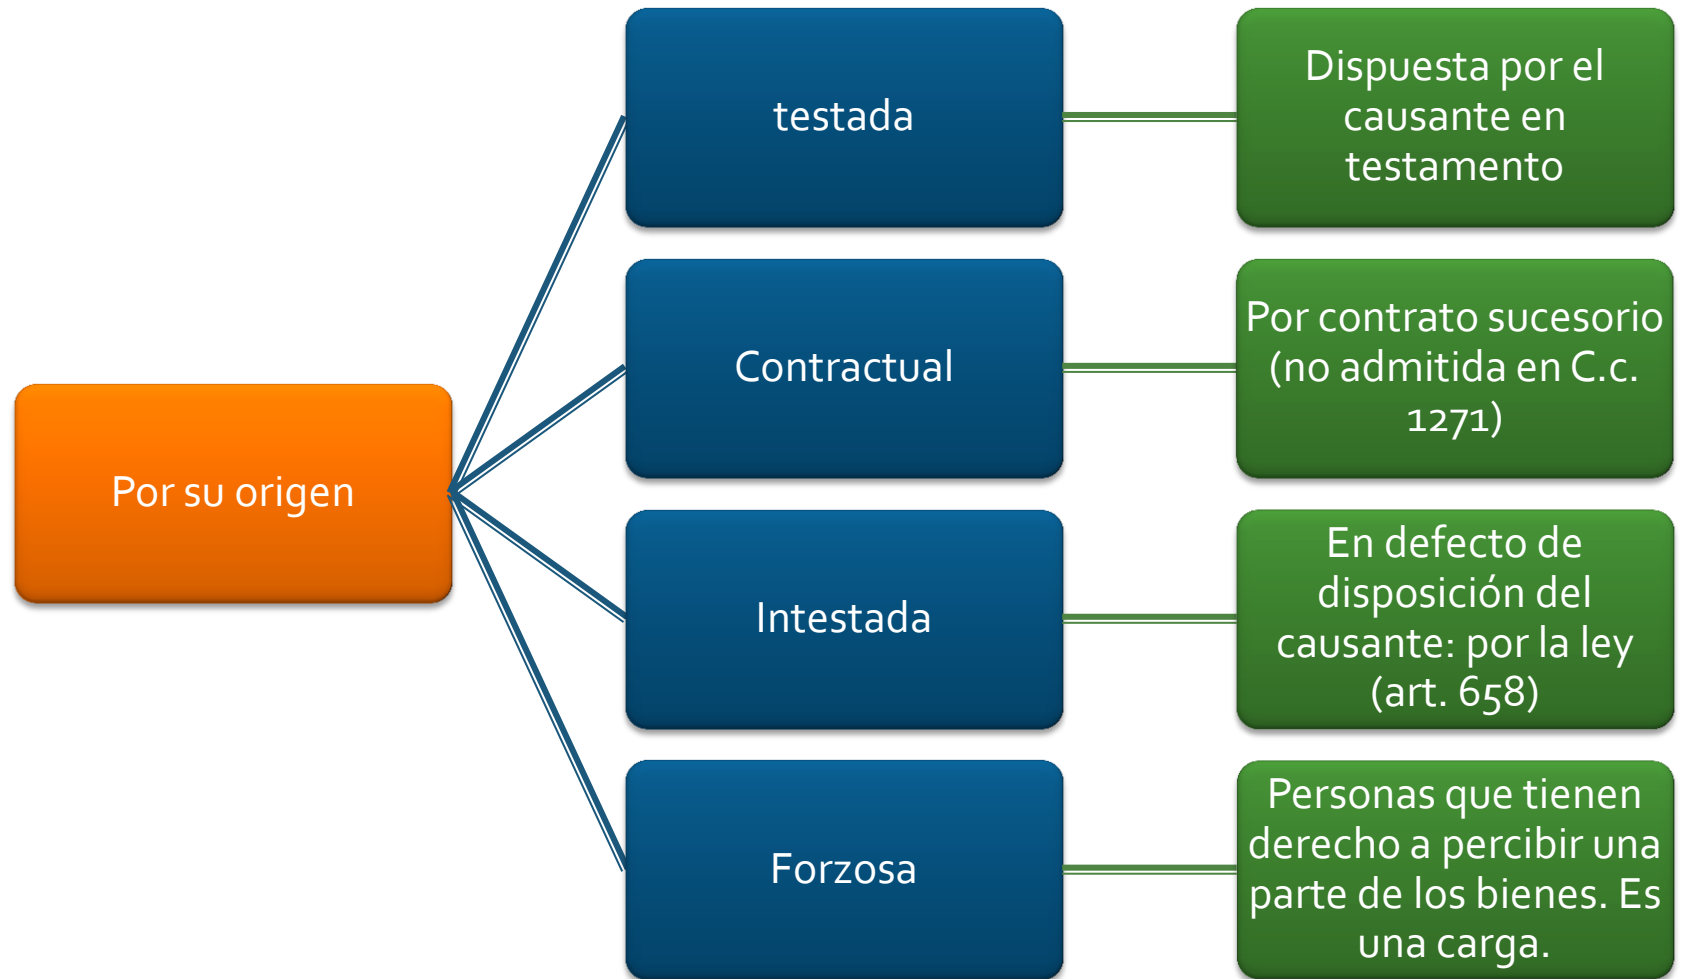 Por su origen
testada
Dispuesta por el
causante en
testamento
Contractual
Por contrato sucesorio
(no admitida en C.c.
1271)
Intestada
En defecto de
disposición del
causante: por la ley
(art. 658)
Forzosa
Personas que tienen
derecho a percibir una
parte de los bienes. Es
una carga.